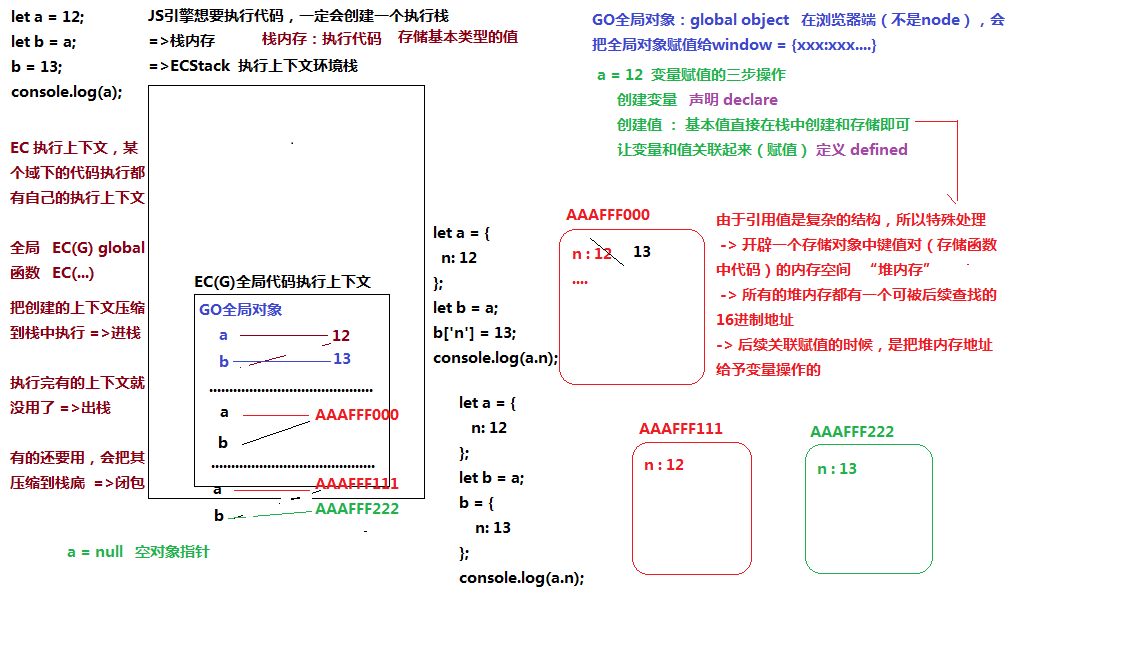 let a = 12;
let b = a;
b = 13;
console.log(a);
JS引擎想要执行代码，一定会创建一个执行栈
=>栈内存 栈内存：执行代码 存储基本类型的值
=>ECStack 执行上下文环境栈
GO全局对象：global object 在浏览器端（不是node），会
把全局对象赋值给window = {xxx:xxx....}
a = 12 变量赋值的三步操作
创建变量 声明 declare
创建值 ： 基本值直接在栈中创建和存储即可
让变量和值关联起来（赋值）定义 defined
EC 执行上下文，某
个域下的代码执行都
有自己的执行上下文
全局 EC(G) global
函数 EC(...)
把创建的上下文压缩
到栈中执行 =>进栈
执行完有的上下文就
没用了 =>出栈
有的还要用，会把其
压缩到栈底 =>闭包
EC(G)全局代码执行上下文
GO全局对象
a 12
b 13
a AAAFFF000
b
a AAAFFF111
b AAAFFF222
a = null 空对象指针
let a = {
n: 12
};
let b = a;
b['n'] = 13;
console.log(a.n);
AAAFFF000
n : 12 13
....
由于引用值是复杂的结构，所以特殊处理
-> 开辟一个存储对象中键值对（存储函数
中代码）的内存空间 “堆内存”
-> 所有的堆内存都有一个可被后续查找的
16进制地址
-> 后续关联赋值的时候，是把堆内存地址
给予变量操作的
let a = {
n: 12
};
let b = a;
b = {
n: 13
};
console.log(a.n);
AAAFFF111
n : 12
AAAFFF222
n : 13